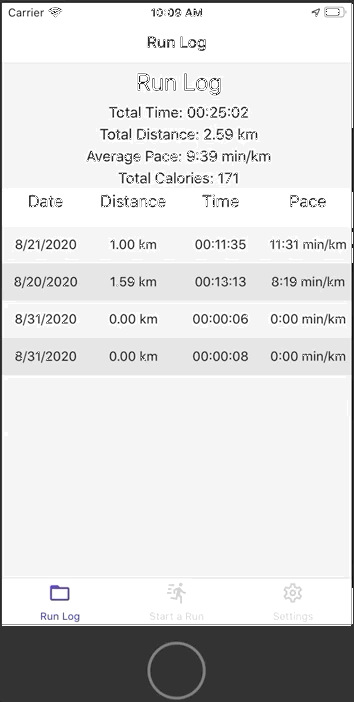 Carrier 10:09 AM
Run Log
Run Log
Total Time: 00:25:02
Total Distance: 2.59 km
Average Pace: 9:39 min/km
Total Calories: 171
Date Distance Time Pace
8/21/2020 1.00 km 00:11:35 11:31 min/km
8/20/2020 1.59 km 00:13:13 8:19 min/km
8/31/2020 0.00 km 00:00:06 0:00 min/km
8/31/2020 0.00 km 00:00:08 0:00 min/km
Run Log Start a Run Settings